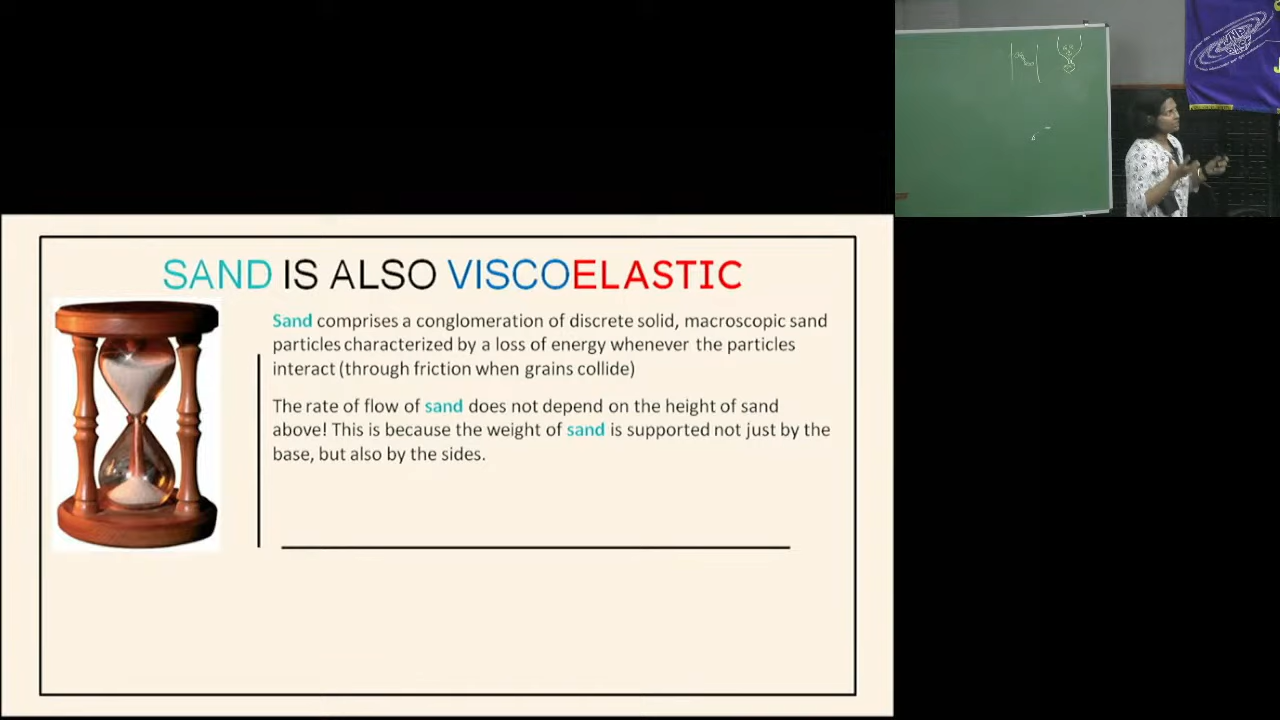 SAND IS ALSO VISCOELASTIC
Sand comprises a conglomeration of discrete solid, macroscopic sand
particles characterized by a loss of energy whenever the particles
interact (through friction when grains collide)
The rate of flow of sand does not depend on the height of sand
above! This is because the weight of sand is supported not just by the
base, but also by the sides.